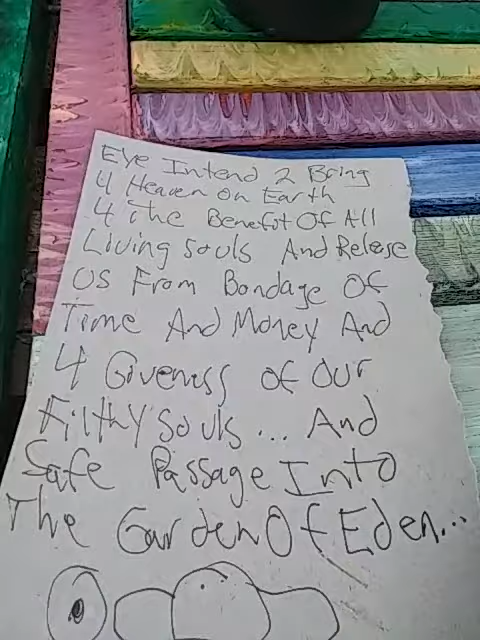 Eye Intend 2 Bring
4 Heaven On Earth
4 The Benefit Of All
Living Souls And Release
US From Bondage Of
Time And Money And
4 Giveness Of Our
Filthy Souls... And
Safe Passage Into
The Garden Of Eden...